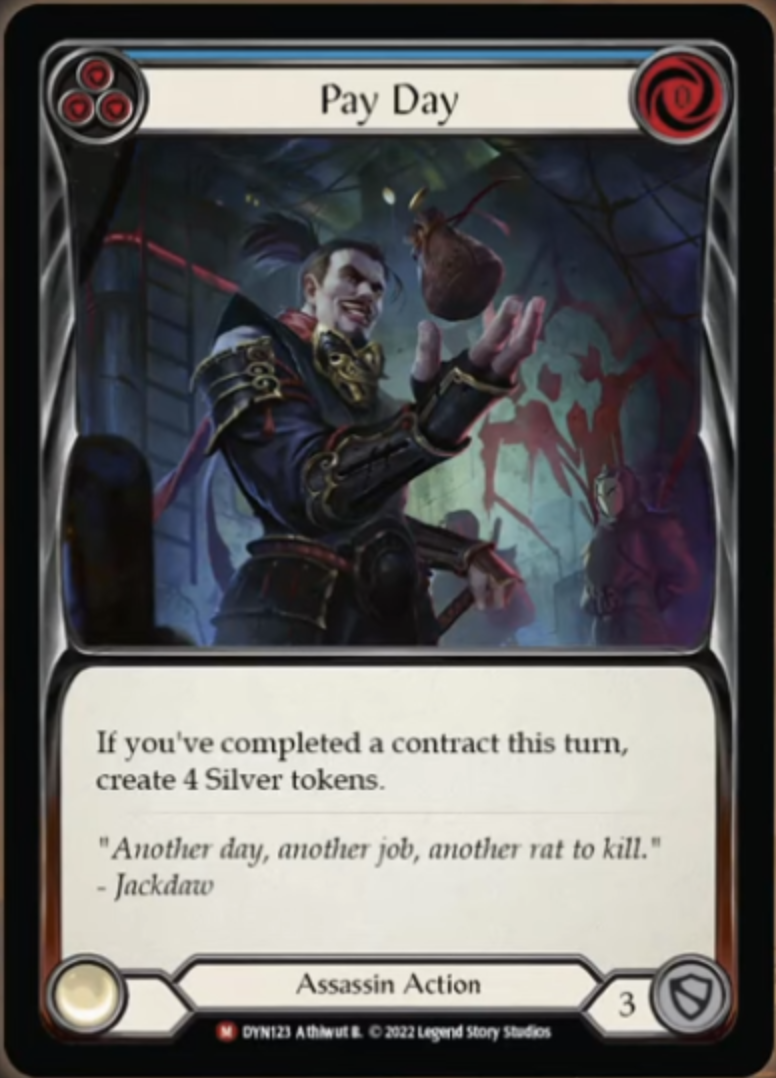 Pay Day
0
If you've completed a contract this turn,
create 4 Silver tokens.
"Another day, another job, another rat to kill."
- Jackdaw
Assassin Action
3
M DYN123 Athiwut B. © 2022 Legend Story Studios